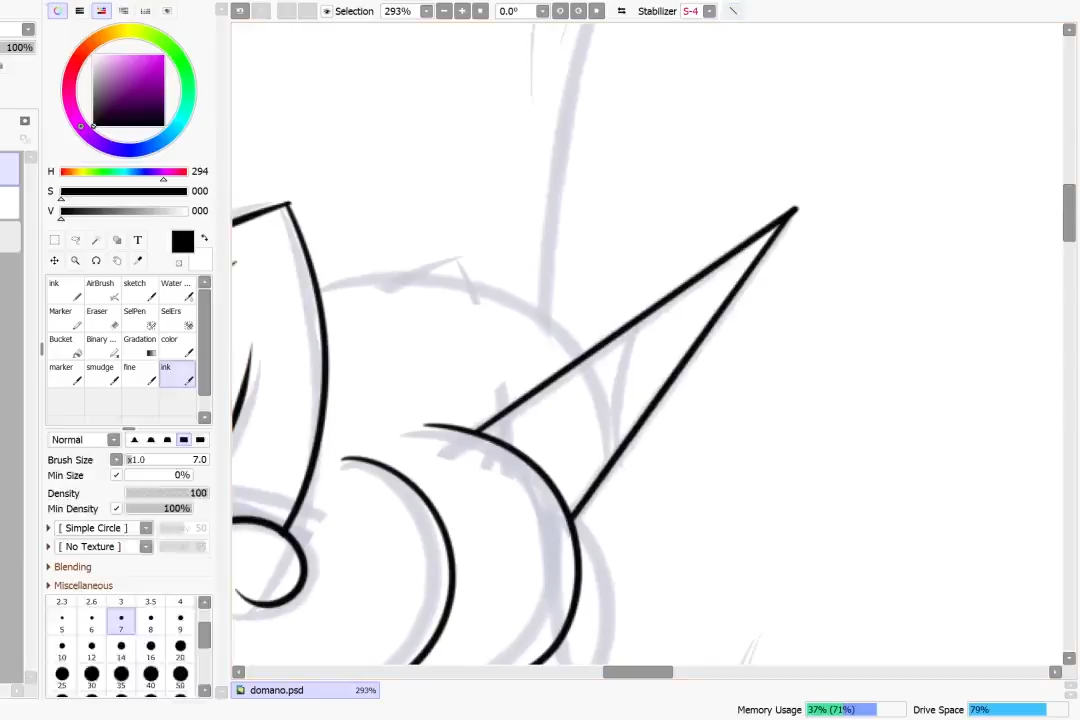 Selection 293% 0.0° Stabilizer S-4
100%
H 294
S 000
V 000
T
ink AirBrush sketch Water ...
Marker Eraser SelPen SelErs
Bucket Binary ... Gradation color
marker smudge fine ink
Normal
Brush Size x1.0 7.0
Min Size 0%
Density 100
Min Density 100%
[ Simple Circle ] 50
[ No Texture ]
Blending
Miscellaneous
2.3 2.6 3 3.5 4
5 6 7 8 9
10 12 14 16 20
25 30 35 40 50
domano.psd 293%
Memory Usage 37% (71%) Drive Space 79%